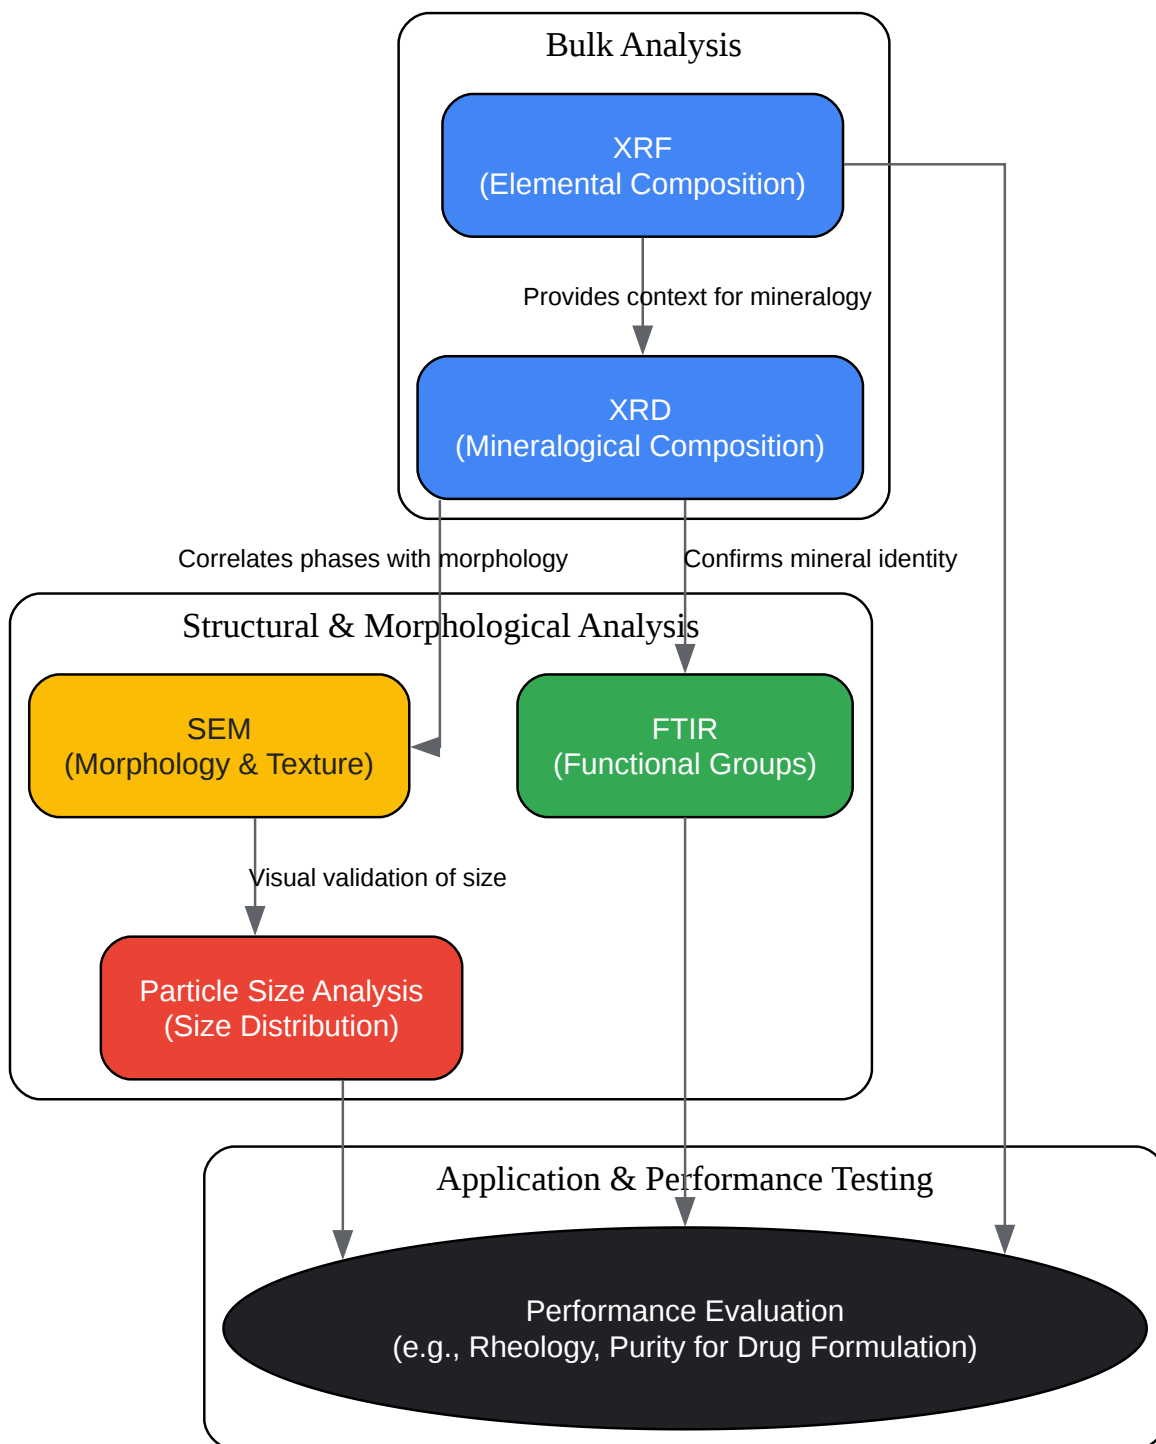 Bulk Analysis
XRF
(Elemental Composition)
Provides context for mineralogy
XRD
(Mineralogical Composition)
Correlates phases with morphology
Confirms mineral identity
Structural & Morphological Analysis
SEM
(Morphology & Texture)
FTIR
(Functional Groups)
Visual validation of size
Particle Size Analysis
(Size Distribution)
Application & Performance Testing
Performance Evaluation
(e.g., Rheology, Purity for Drug Formulation)